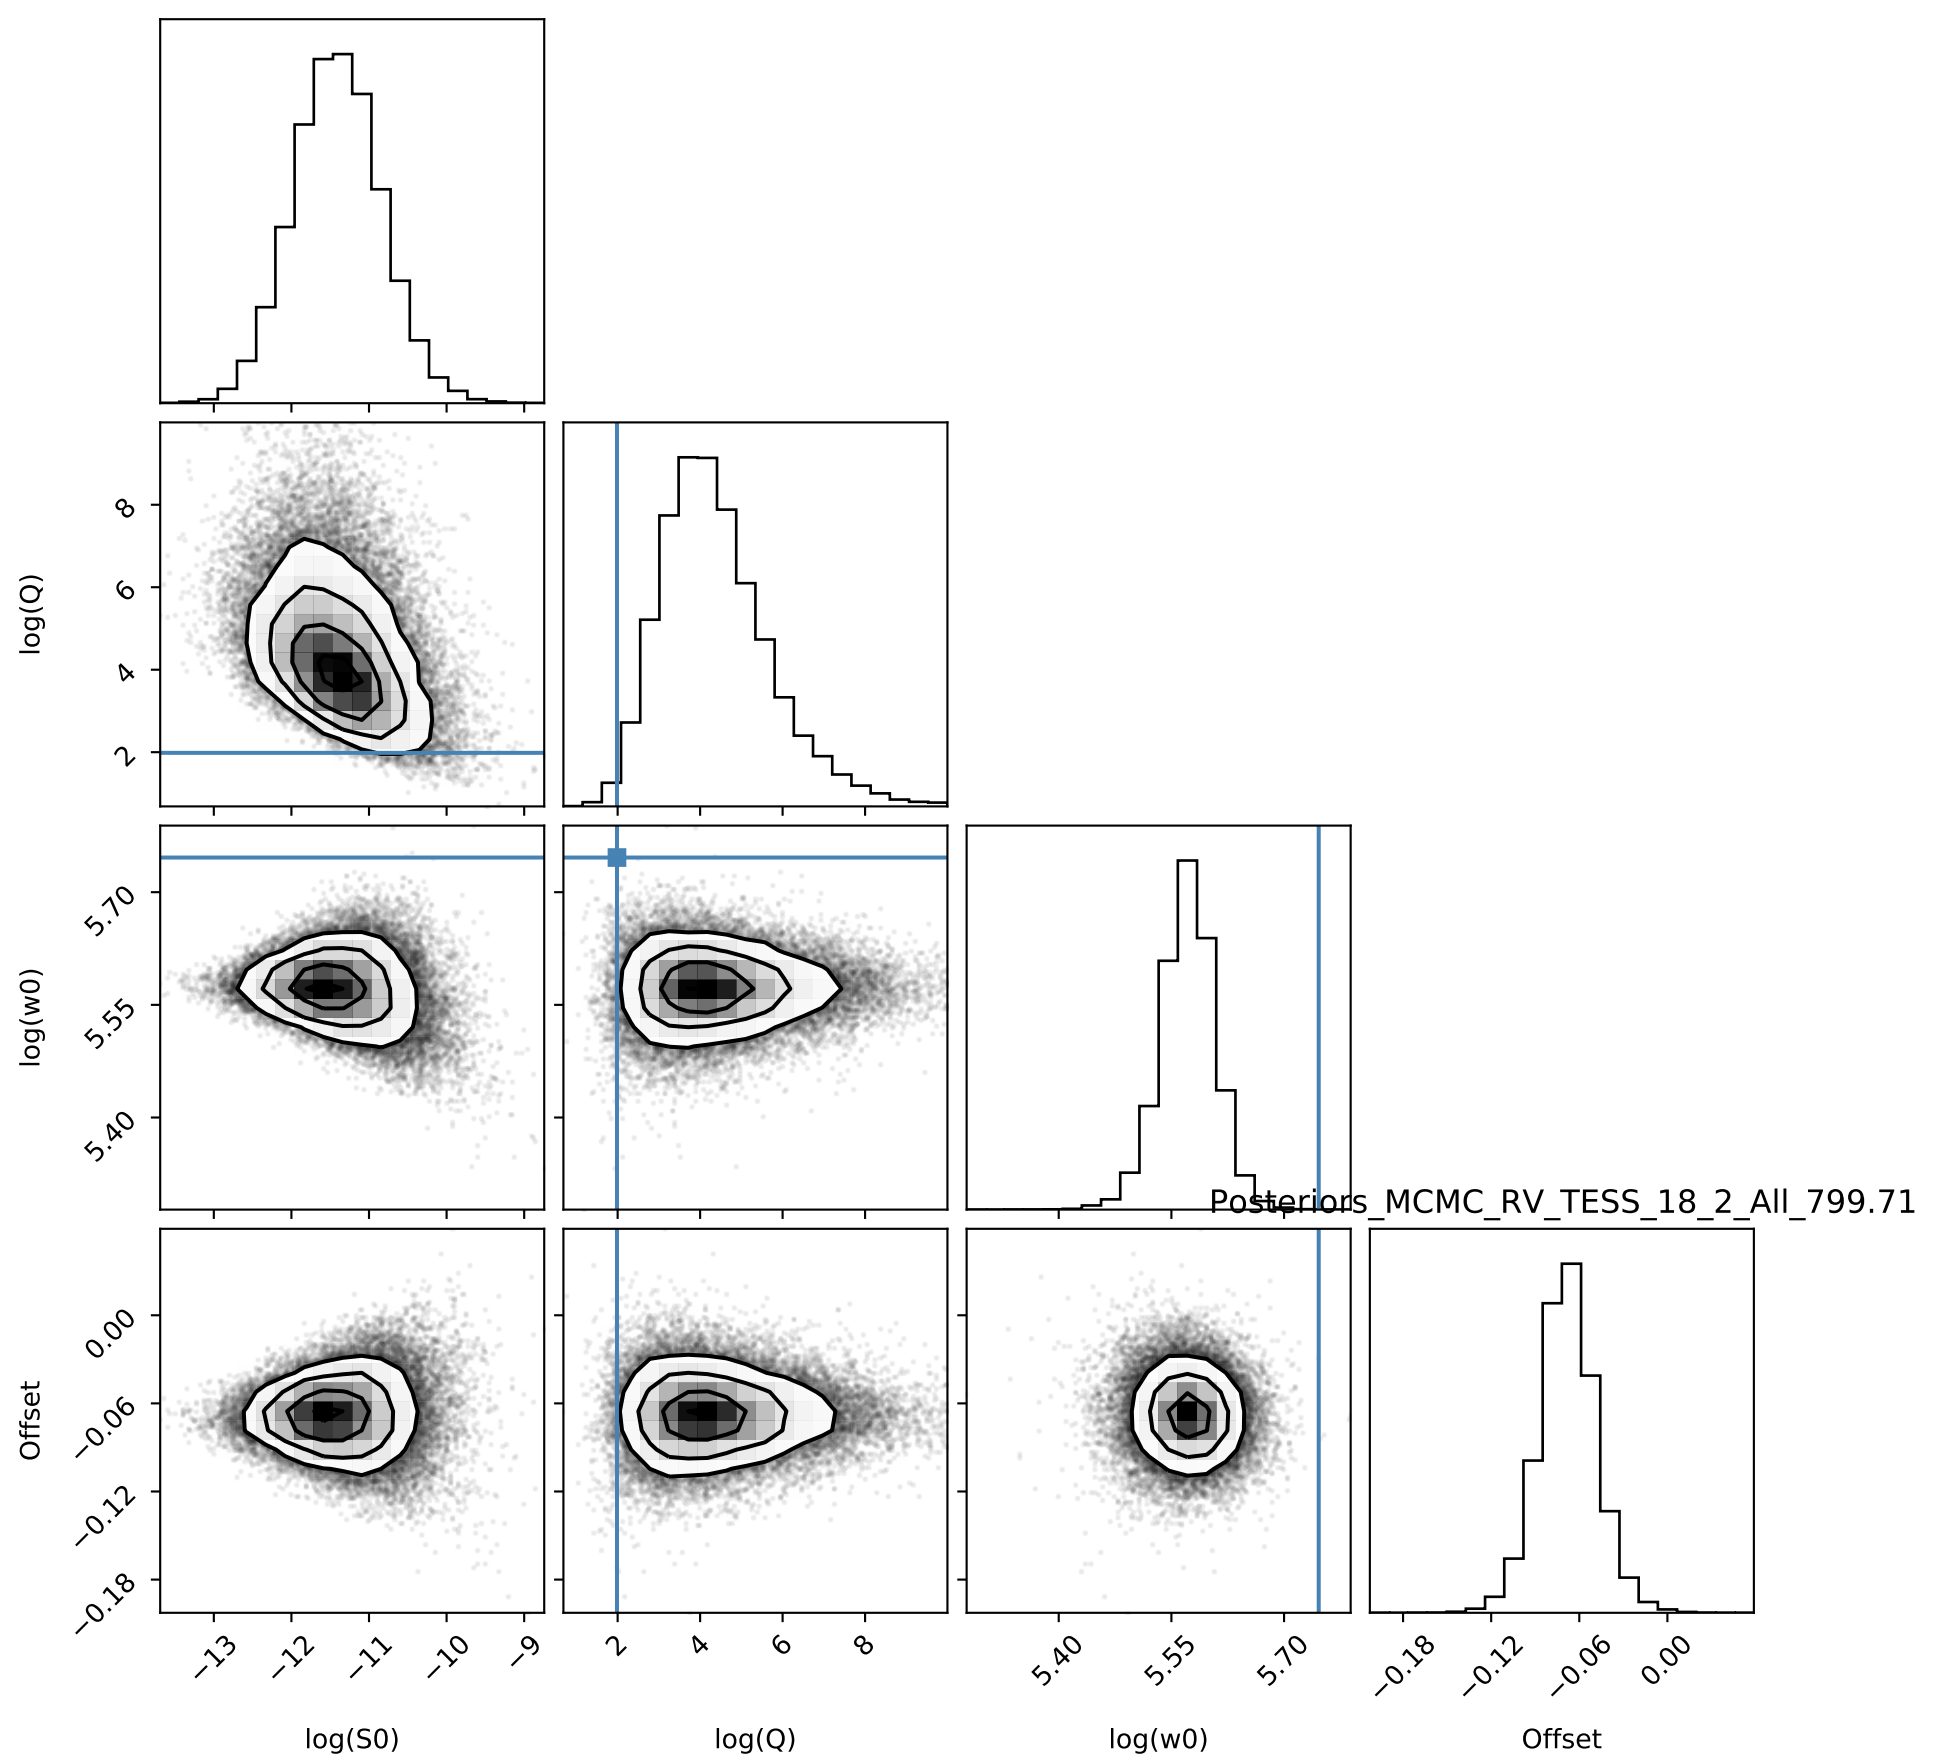 log(Q)
8
6
4
2
log(w0)
5.70
5.55
5.40
Posteriors_MCMC_RV_TESS_18_2_All_799.71
Offset
0.00
−0.06
−0.12
−0.18
−13 −12 −11 −10 −9
2 4 6 8
5.40 5.55 5.70
−0.18 −0.12 −0.06 0.00
log(S0) log(Q) log(w0) Offset